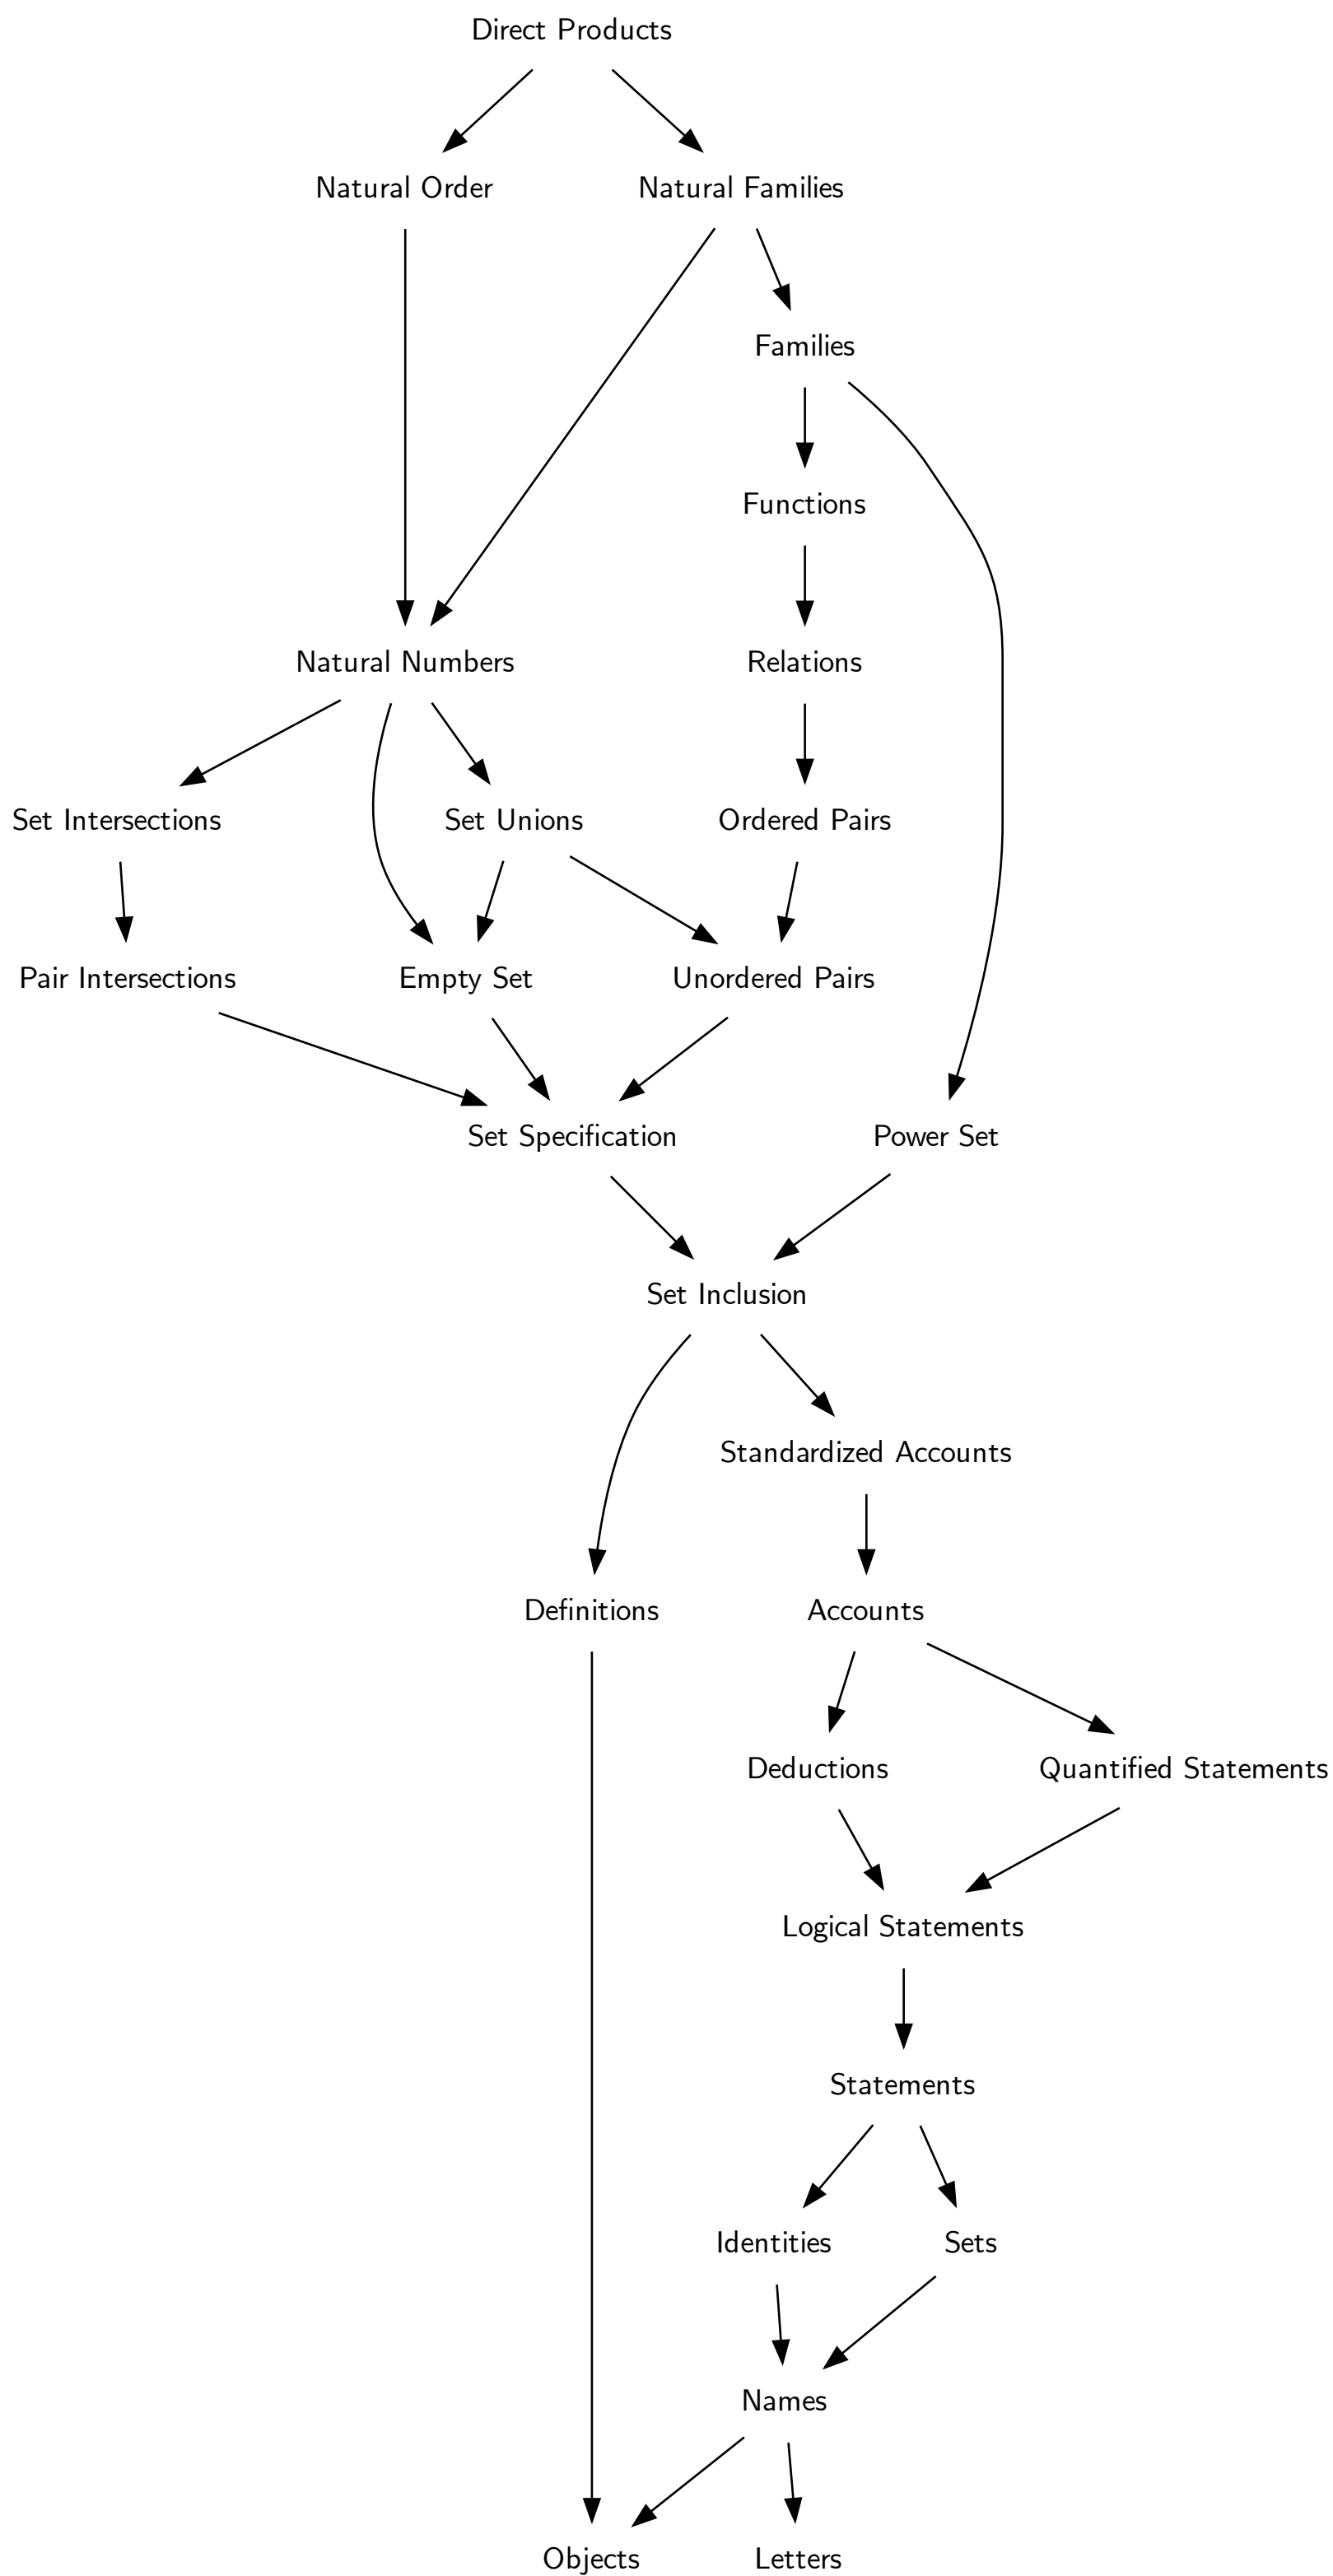 Direct Products
Natural Order
Natural Families
Families
Functions
Natural Numbers
Relations
Set Intersections
Set Unions
Ordered Pairs
Pair Intersections
Empty Set
Unordered Pairs
Set Specification
Power Set
Set Inclusion
Standardized Accounts
Definitions
Accounts
Deductions
Quantified Statements
Logical Statements
Statements
Identities
Sets
Names
Objects
Letters